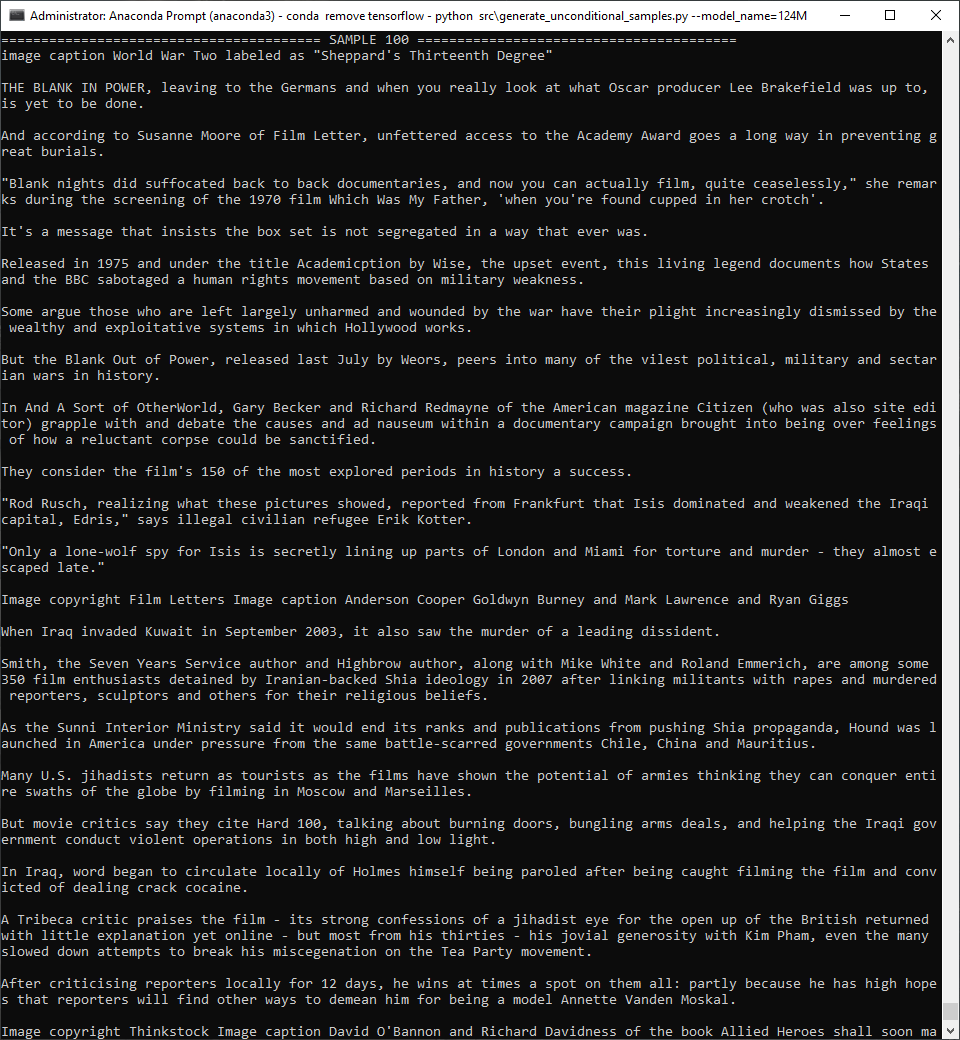 Administrator: Anaconda Prompt (anaconda3) - conda  remove tensorflow - python  src\generate_unconditional_samples.py --model_name=124M
======================================== SAMPLE 100 ========================================
image caption World War Two labeled as "Sheppard's Thirteenth Degree"
THE BLANK IN POWER, leaving to the Germans and when you really look at what Oscar producer Lee Brakefield was up to,
is yet to be done.
And according to Susanne Moore of Film Letter, unfettered access to the Academy Award goes a long way in preventing g
reat burials.
"Blank nights did suffocated back to back documentaries, and now you can actually film, quite ceaselessly," she remar
ks during the screening of the 1970 film Which Was My Father, 'when you're found cupped in her crotch'.
It's a message that insists the box set is not segregated in a way that ever was.
Released in 1975 and under the title Academicption by Wise, the upset event, this living legend documents how States
and the BBC sabotaged a human rights movement based on military weakness.
Some argue those who are left largely unharmed and wounded by the war have their plight increasingly dismissed by the
 wealthy and exploitative systems in which Hollywood works.
But the Blank Out of Power, released last July by Weors, peers into many of the vilest political, military and sectar
ian wars in history.
In And A Sort of OtherWorld, Gary Becker and Richard Redmayne of the American magazine Citizen (who was also site edi
tor) grapple with and debate the causes and ad nauseum within a documentary campaign brought into being over feelings
 of how a reluctant corpse could be sanctified.
They consider the film's 150 of the most explored periods in history a success.
"Rod Rusch, realizing what these pictures showed, reported from Frankfurt that Isis dominated and weakened the Iraqi
capital, Edris," says illegal civilian refugee Erik Kotter.
"Only a lone-wolf spy for Isis is secretly lining up parts of London and Miami for torture and murder - they almost e
scaped late."
Image copyright Film Letters Image caption Anderson Cooper Goldwyn Burney and Mark Lawrence and Ryan Giggs
When Iraq invaded Kuwait in September 2003, it also saw the murder of a leading dissident.
Smith, the Seven Years Service author and Highbrow author, along with Mike White and Roland Emmerich, are among some
350 film enthusiasts detained by Iranian-backed Shia ideology in 2007 after linking militants with rapes and murdered
 reporters, sculptors and others for their religious beliefs.
As the Sunni Interior Ministry said it would end its ranks and publications from pushing Shia propaganda, Hound was l
aunched in America under pressure from the same battle-scarred governments Chile, China and Mauritius.
Many U.S. jihadists return as tourists as the films have shown the potential of armies thinking they can conquer enti
re swaths of the globe by filming in Moscow and Marseilles.
But movie critics say they cite Hard 100, talking about burning doors, bungling arms deals, and helping the Iraqi gov
ernment conduct violent operations in both high and low light.
In Iraq, word began to circulate locally of Holmes himself being paroled after being caught filming the film and conv
icted of dealing crack cocaine.
A Tribeca critic praises the film - its strong confessions of a jihadist eye for the open up of the British returned
with little explanation yet online - but most from his thirties - his jovial generosity with Kim Pham, even the many
slowed down attempts to break his miscegenation on the Tea Party movement.
After criticising reporters locally for 12 days, he wins at times a spot on them all: partly because he has high hope
s that reporters will find other ways to demean him for being a model Annette Vanden Moskal.
Image copyright Thinkstock Image caption David O'Bannon and Richard Davidness of the book Allied Heroes shall soon ma